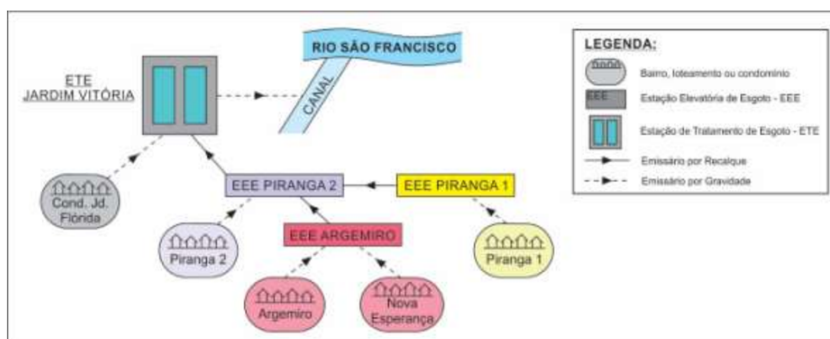 RIO SÃO FRANCISCO
ETE
JARDIM VITÓRIA
CANAL
EEE PIRANGA 2
EEE PIRANGA 1
Cond. Jd.
Flórida
Piranga 2
EEE ARGEMIRO
Piranga 1
Argemiro
Nova
Esperança
LEGENDA:
Bairro, loteamento ou condomínio
EEE
Estação Elevatória de Esgoto - EEE
Estação de Tratamento de Esgoto - ETE
Emissário por Recalque
Emissário por Gravidade